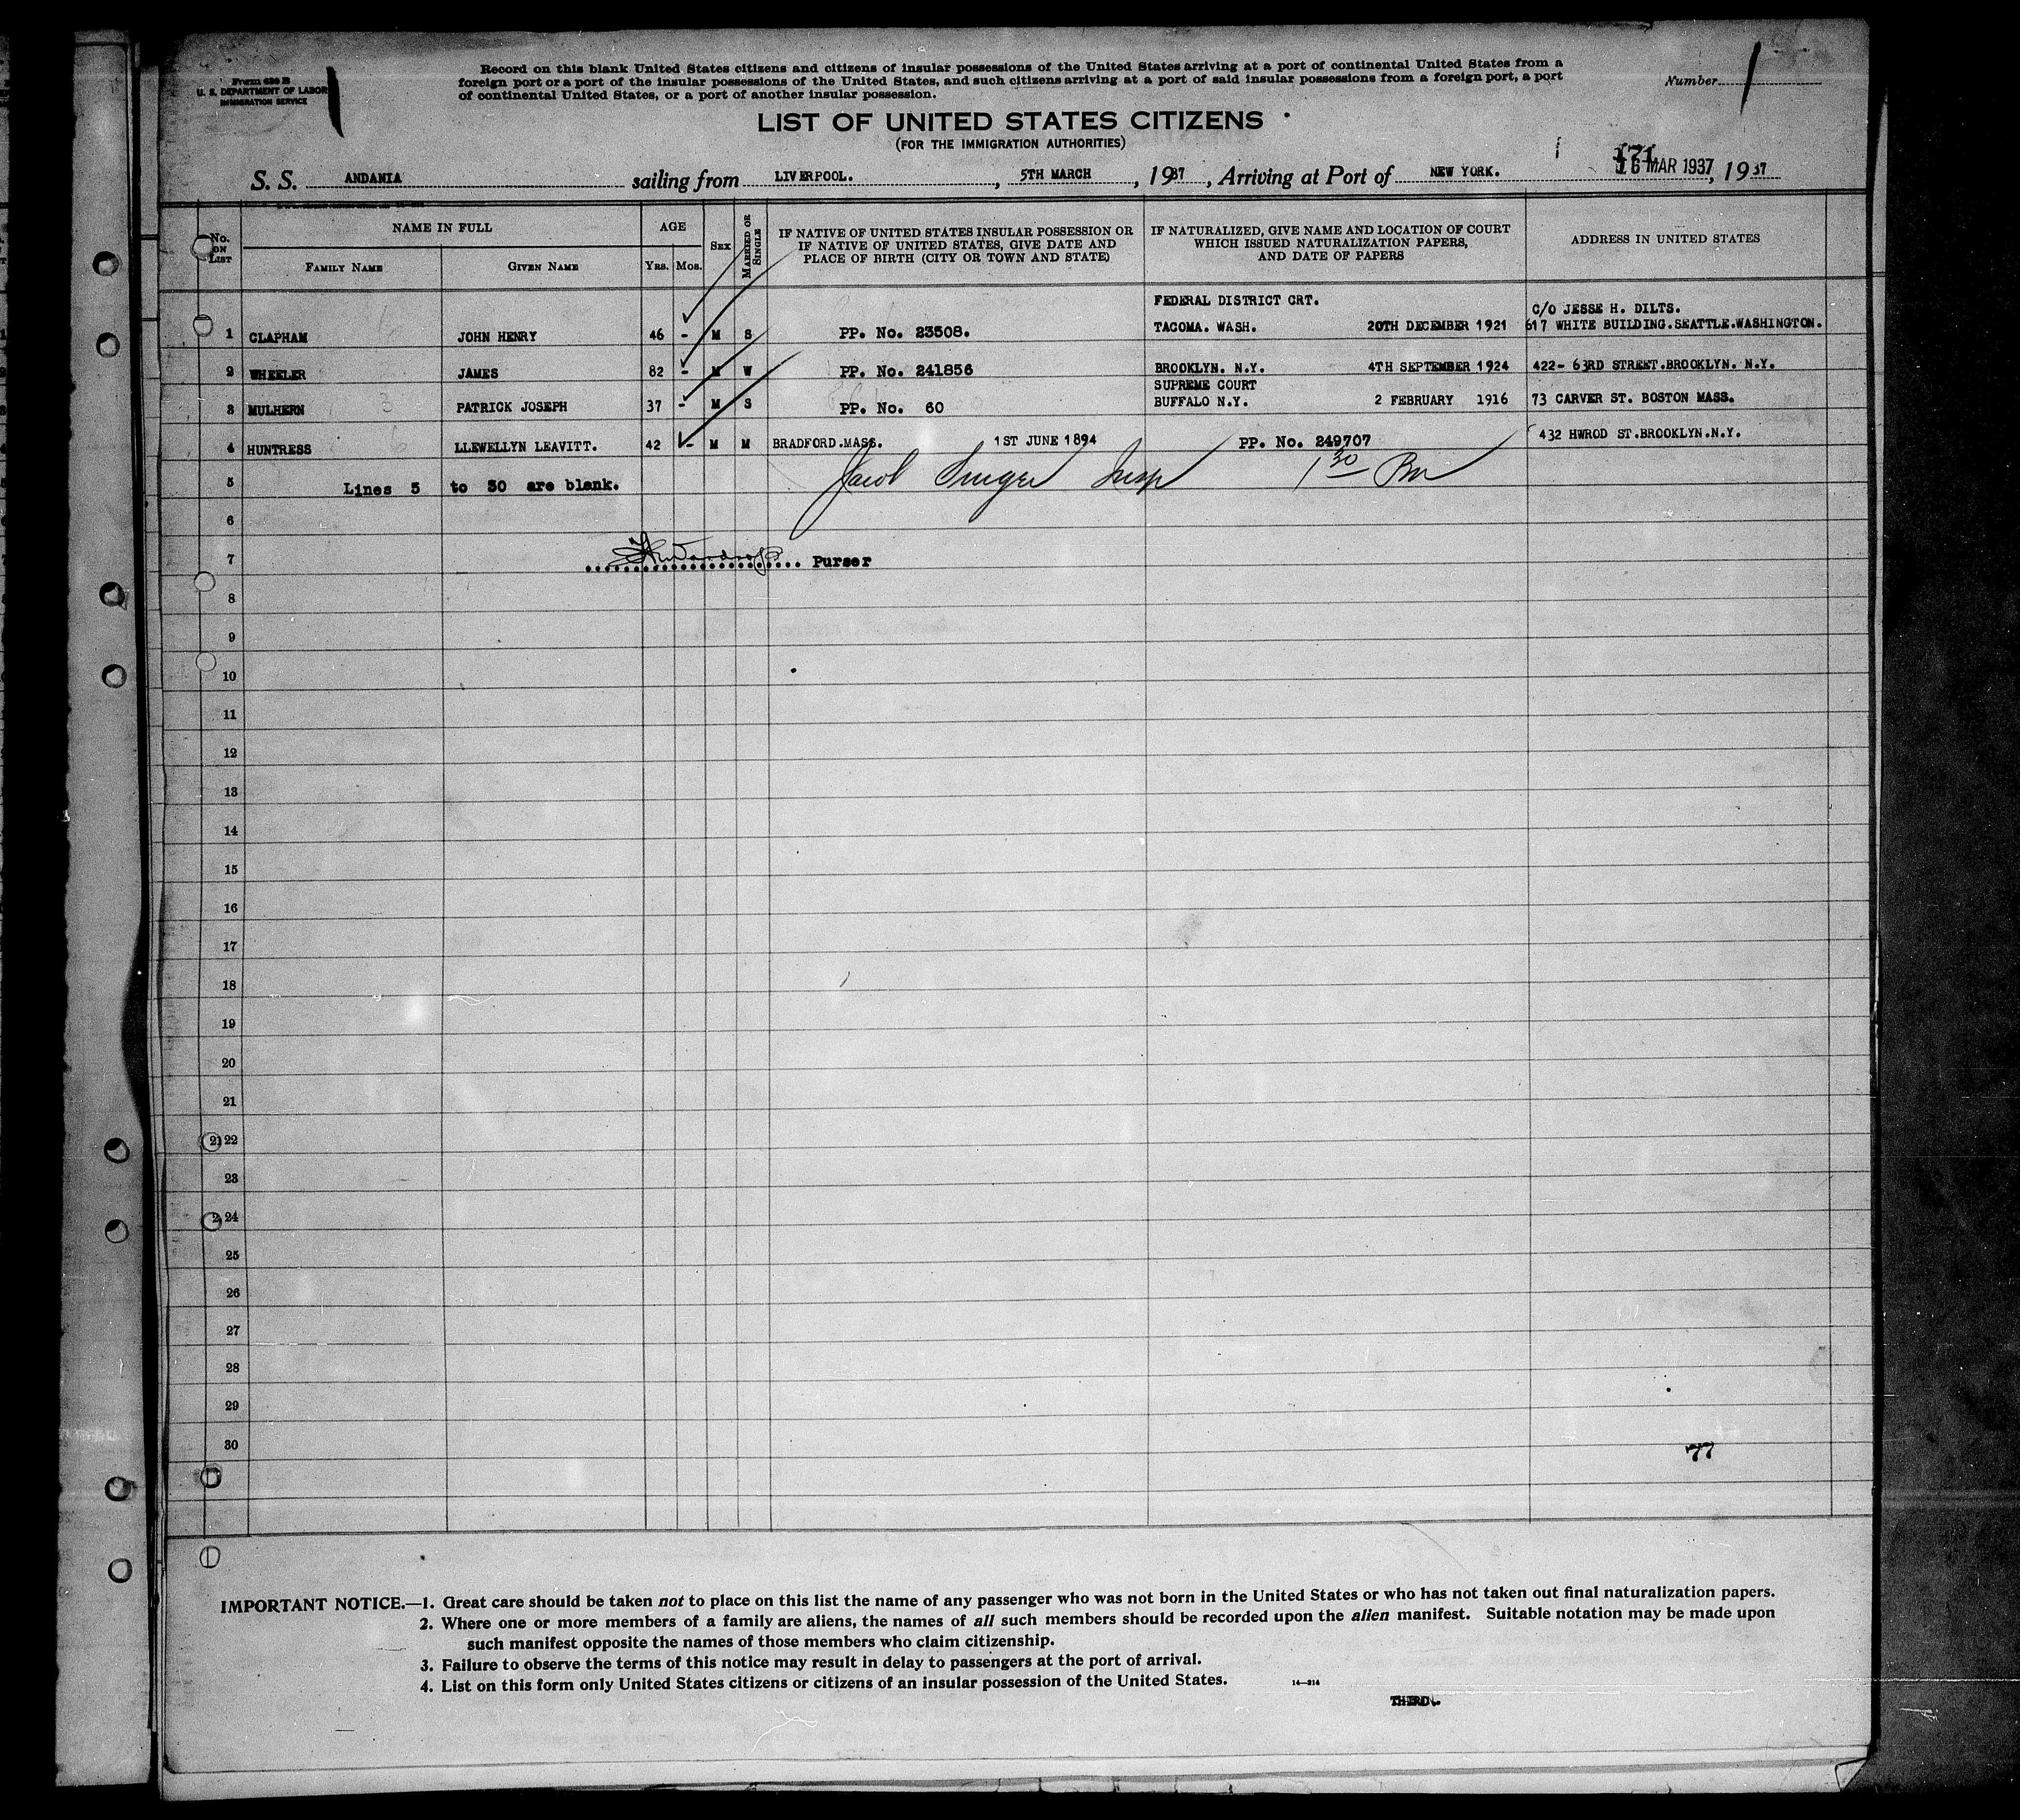 Form 630 B
U. S. DEPARTMENT OF LABOR
IMMIGRATION SERVICE
Record on this blank United States citizens and citizens of insular possessions of the United States arriving at a port of continental United States from a
foreign port or a port of the insular possessions of the United States, and such citizens arriving at a port of said insular possessions from a foreign port, a port
of continental United States, or a port of another insular possession.
Number 1
LIST OF UNITED STATES CITIZENS
(FOR THE IMMIGRATION AUTHORITIES)
S. S. ANDANIA sailing from LIVERPOOL. , 5TH MARCH , 1937 , Arriving at Port of NEW YORK. MAR 1937, 1937
No. ON LIST NAME IN FULL AGE SEX MARRIED OR SINGLE IF NATIVE OF UNITED STATES INSULAR POSSESSION OR IF NATIVE OF UNITED STATES, GIVE DATE AND PLACE OF BIRTH (CITY OR TOWN AND STATE) IF NATURALIZED, GIVE NAME AND LOCATION OF COURT WHICH ISSUED NATURALIZATION PAPERS, AND DATE OF PAPERS ADDRESS IN UNITED STATES
FAMILY NAME GIVEN NAME YRS. MOS.
FEDERAL DISTRICT CRT. C/O JESSE H. DILTS.
1 CLAPHAM JOHN HENRY 46 - M S PP. No. 23508. TACOMA. WASH. 20TH DECEMBER 1921 617 WHITE BUILDING.SEATTLE.WASHINGTON.
2 WHEELER JAMES 82 - M W PP. No. 241856 BROOKLYN. N.Y. 4TH SEPTEMBER 1924 422- 63RD STREET.BROOKLYN. N.Y.
SUPREME COURT
3 MULHERN PATRICK JOSEPH 37 - M S PP. No. 60 BUFFALO N.Y. 2 FEBRUARY 1916 73 CARVER ST. BOSTON MASS.
4 HUNTRESS LLEWELLYN LEAVITT. 42 - M M BRADFORD.MASS. 1ST JUNE 1894 PP. No. 249707 432 HWROD ST.BROOKLYN.N.Y.
5 Lines 5 to 30 are blank. Jacob Insp 1 30 Pm
6
7 Purser
8
9
10
11
12
13
14
15
16
17
18
19
20
21
22
23
24
25
26
27
28
29
30
77
IMPORTANT NOTICE.—1. Great care should be taken not to place on this list the name of any passenger who was not born in the United States or who has not taken out final naturalization papers.
2. Where one or more members of a family are aliens, the names of all such members should be recorded upon the alien manifest. Suitable notation may be made upon
such manifest opposite the names of those members who claim citizenship.
3. Failure to observe the terms of this notice may result in delay to passengers at the port of arrival.
4. List on this form only United States citizens or citizens of an insular possession of the United States. 14—214
THIRD.